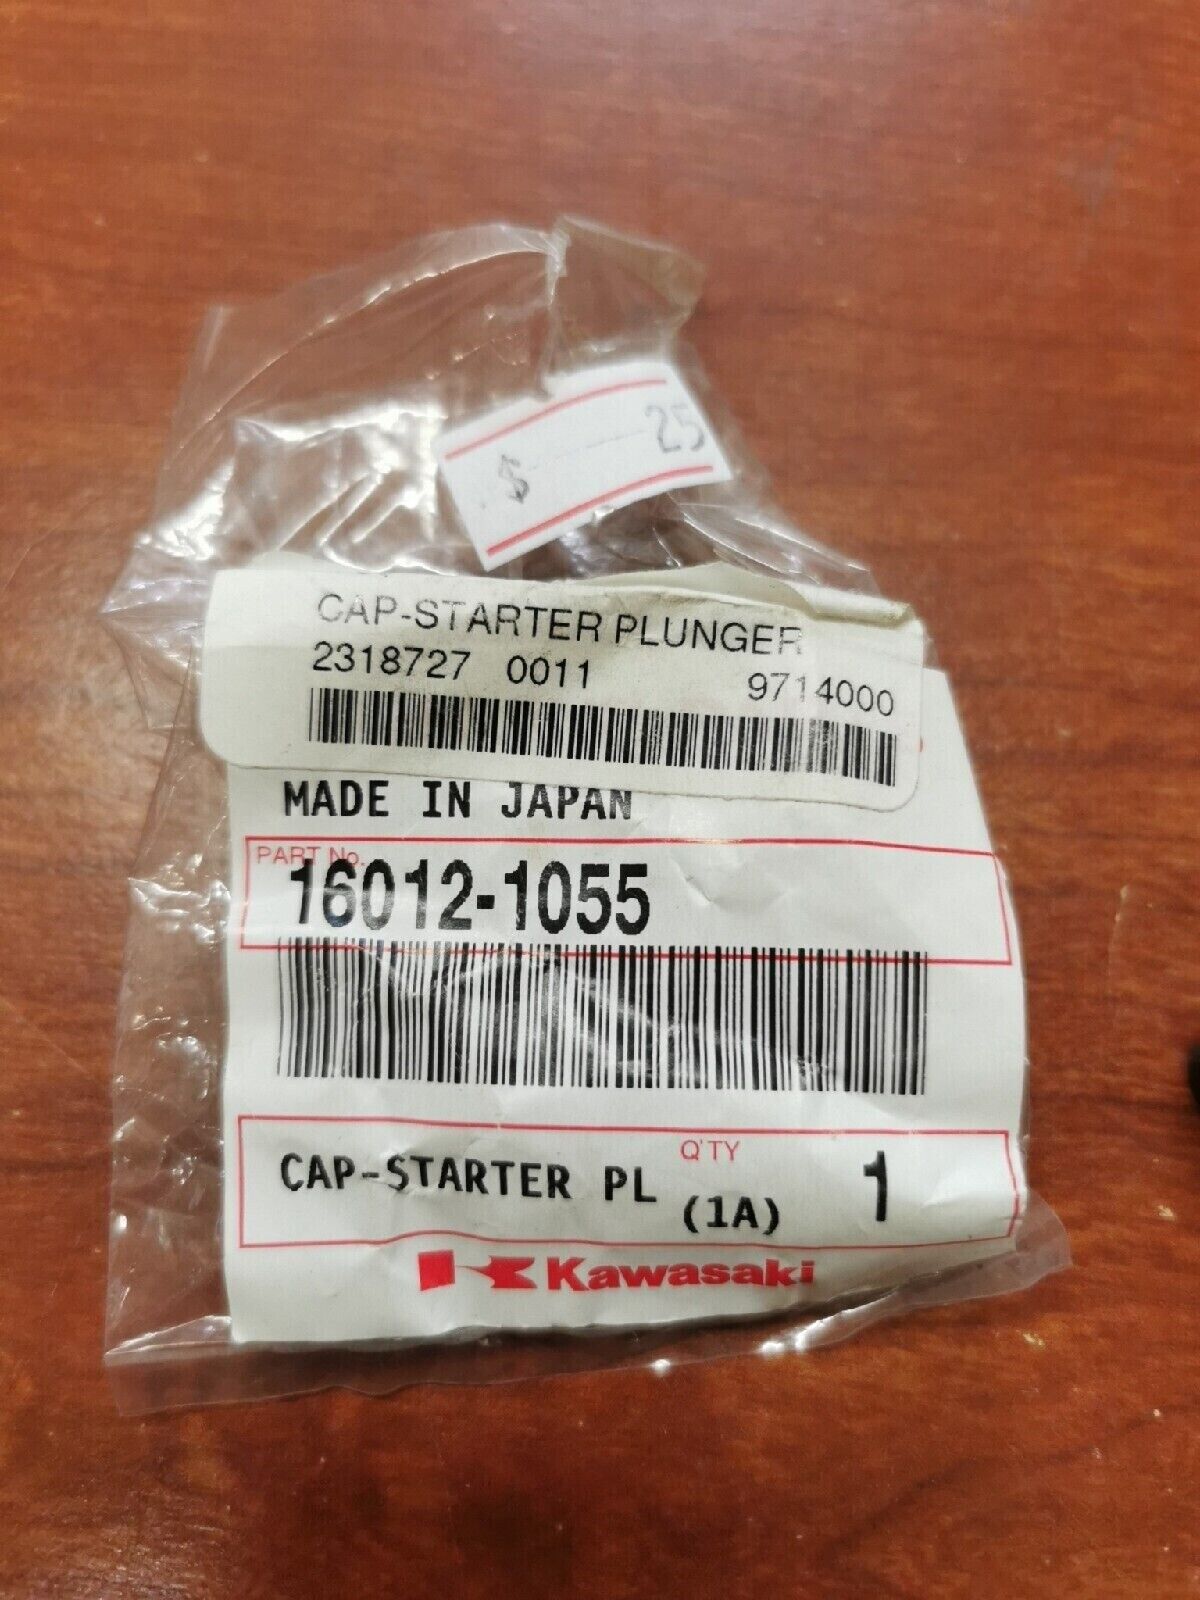 $ 25
CAP-STARTER PLUNGER
2318727 0011 9714000
MADE IN JAPAN
PART No.
16012-1055
CAP-STARTER PL
Q'TY
(1A) 1
Kawasaki